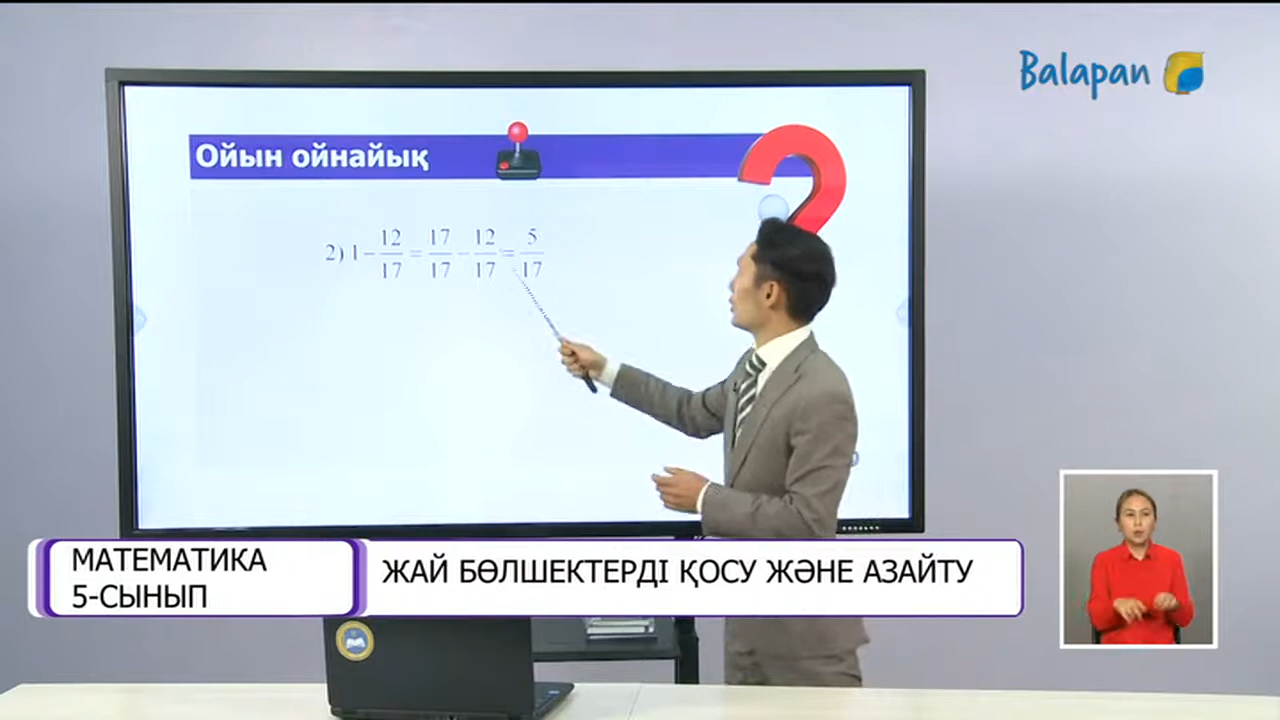 Balapan
Ойын ойнайық
2) 1 − 12/17 = 17/17 − 12/17 = 5/17
МАТЕМАТИКА
5-СЫНЫП
ЖАЙ БӨЛШЕКТЕРДІ ҚОСУ ЖӘНЕ АЗАЙТУ